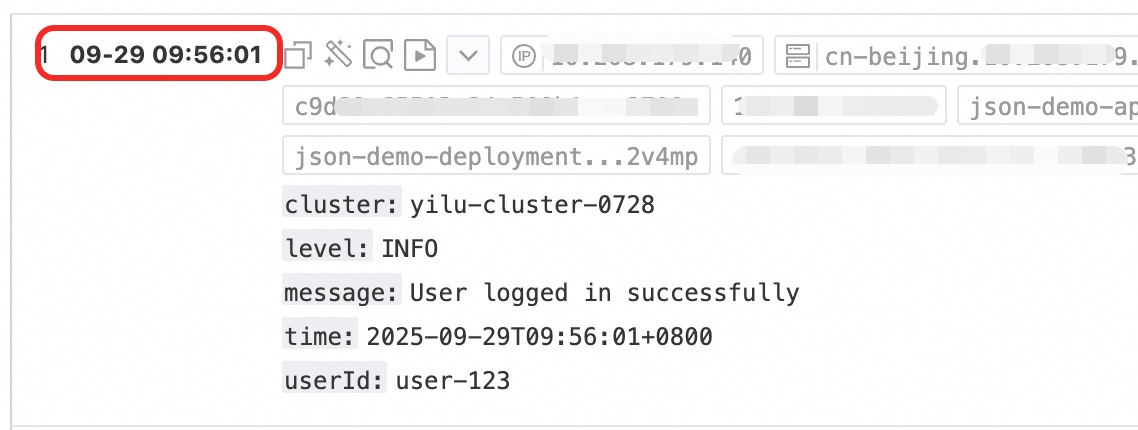 1 09-29 09:56:01 IP cn-beijing.
json-demo-ap
json-demo-deployment...2v4mp
cluster: yilu-cluster-0728
level: INFO
message: User logged in successfully
time: 2025-09-29T09:56:01+0800
userId: user-123